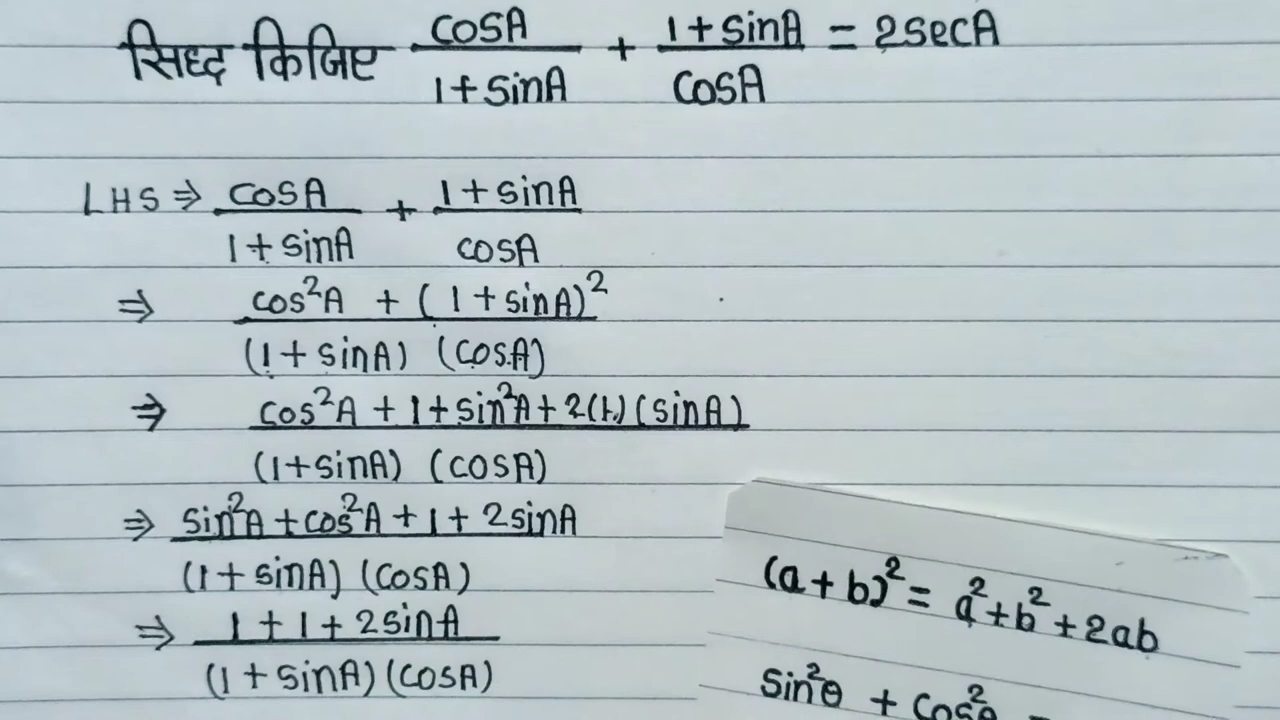 सिध्द किजिए cosA/1+sinA + 1+sinA/cosA = 2secA
LHS ⇒ cosA/1+sinA + 1+sinA/cosA
⇒ cos²A + (1+sinA)²/(1+sinA) (cosA)
⇒ cos²A + 1 + sin²A + 2(1)(sinA)/(1+sinA) (cosA)
⇒ sin²A + cos²A + 1 + 2sinA/(1+sinA) (cosA)
⇒ 1 + 1 + 2sinA/(1+sinA)(cosA)
(a+b)² = a²+b²+2ab
sin²θ + cos²θ =